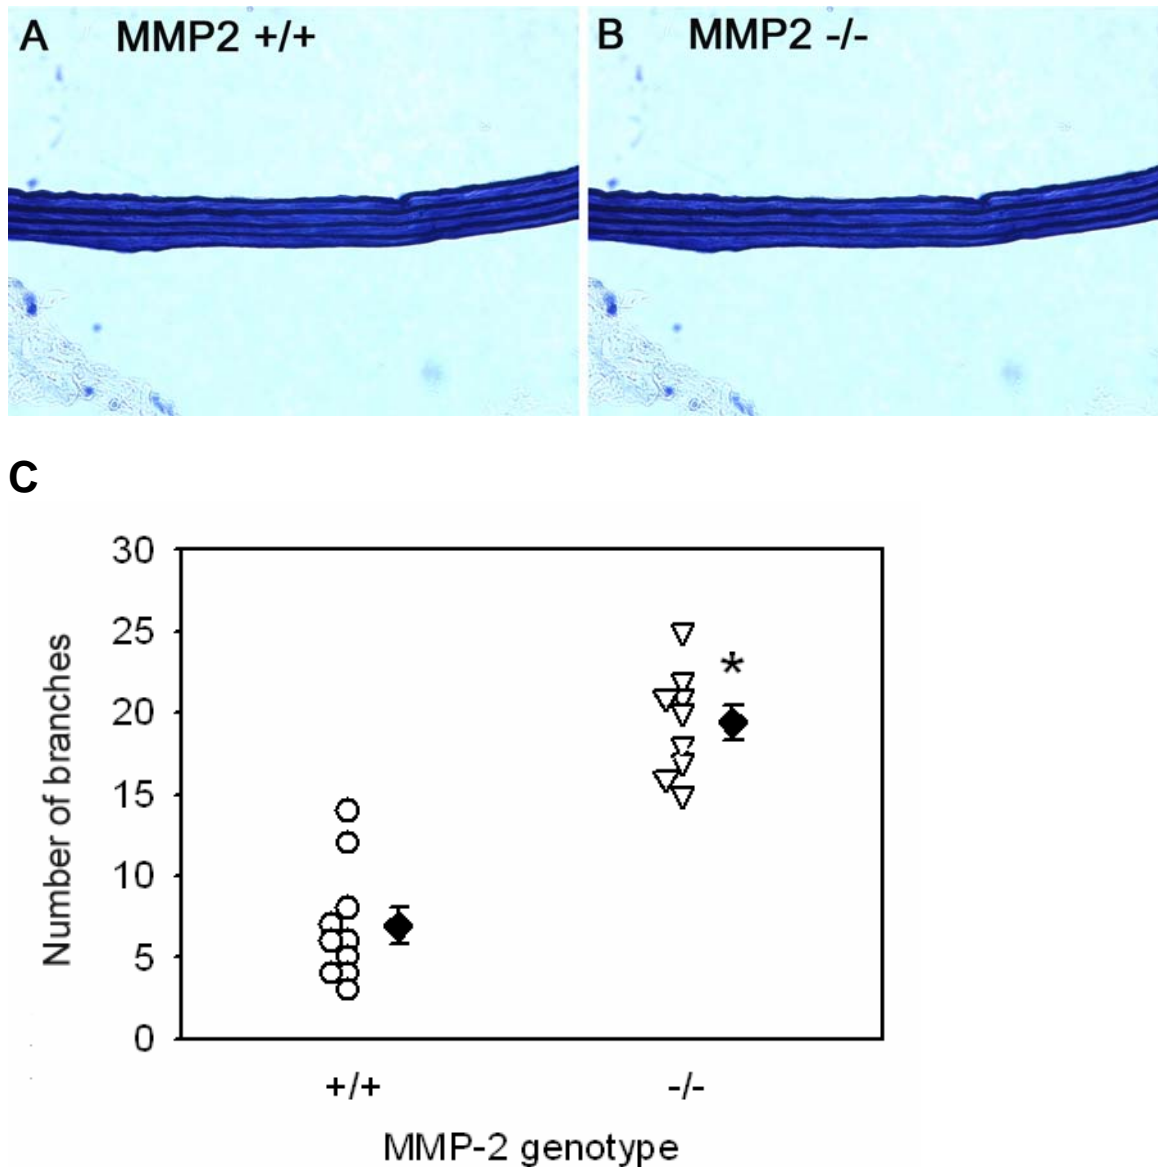 A MMP2 +/+
B MMP2 -/-
C
30
25
20
15
10
5
0
Number of branches
*
+/+
-/-
MMP-2 genotype